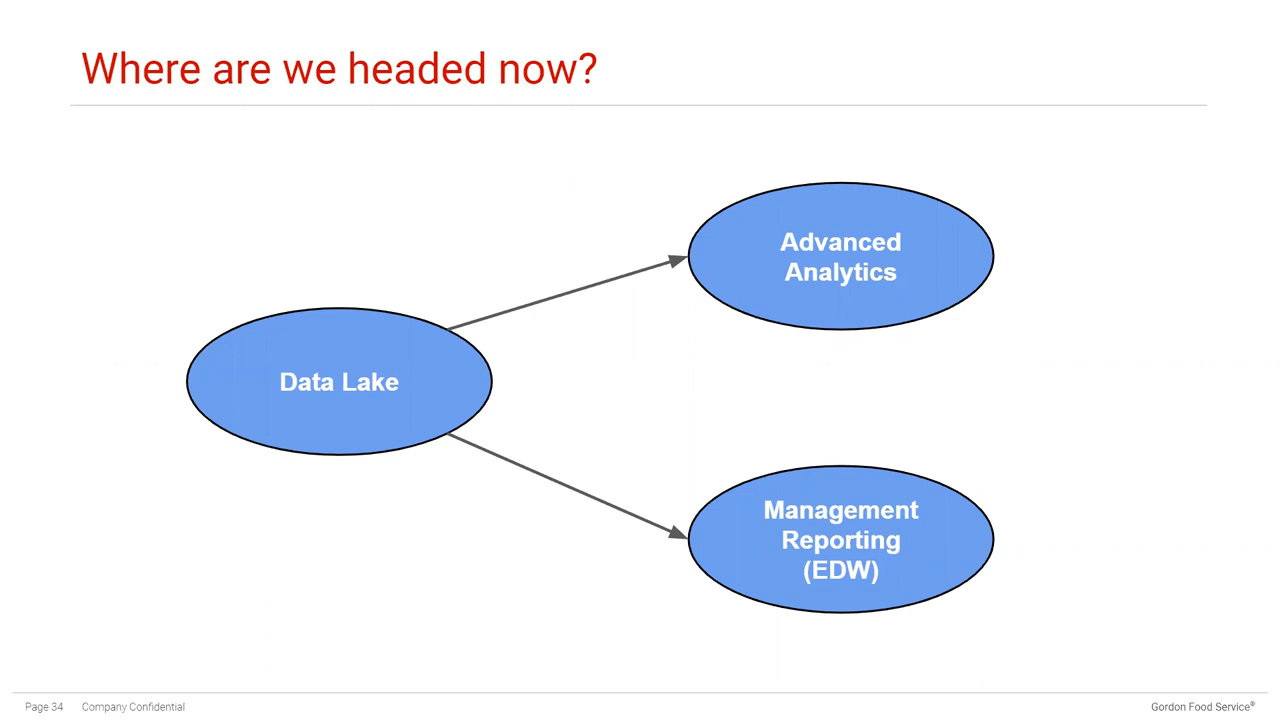 Where are we headed now?
Advanced
Analytics
Data Lake
Management
Reporting
(EDW)
Page 34 Company Confidential
Gordon Food Service®